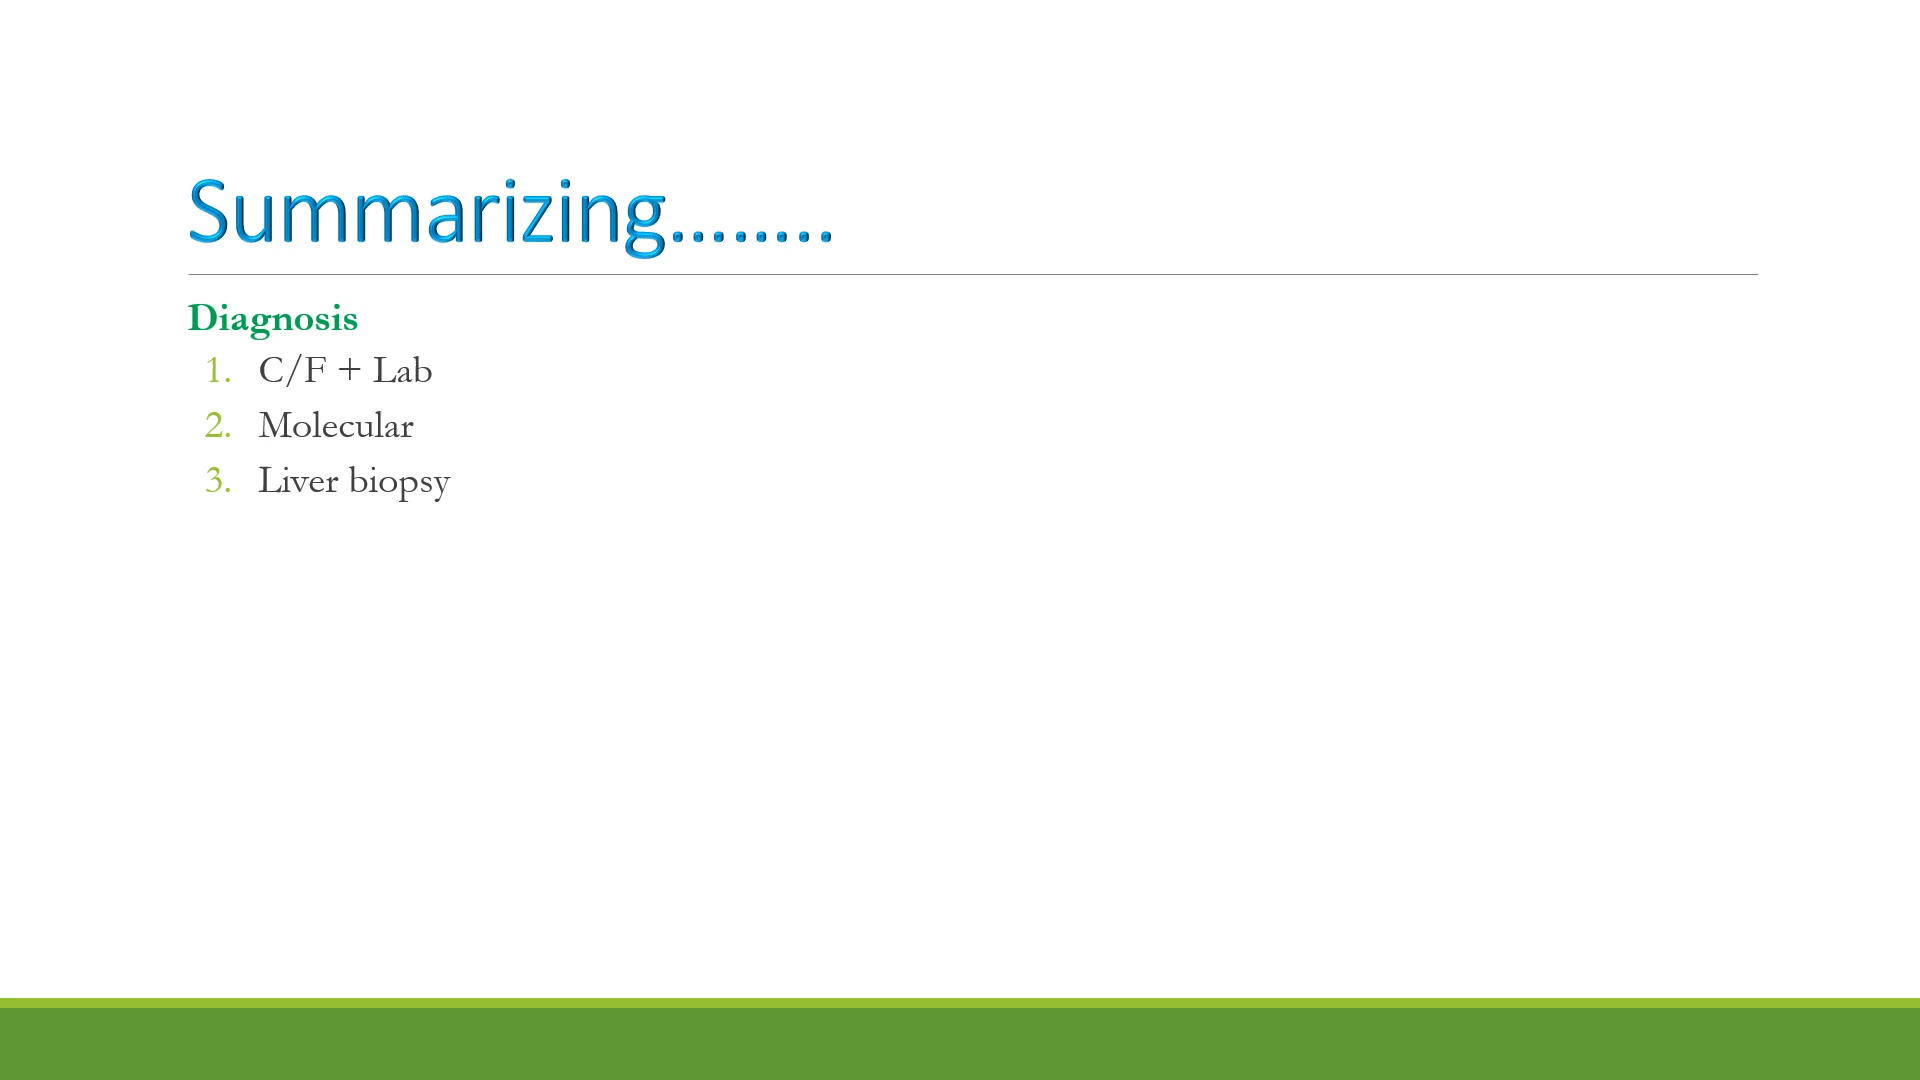 Summarizing........
Diagnosis
1. C/F + Lab
2. Molecular
3. Liver biopsy